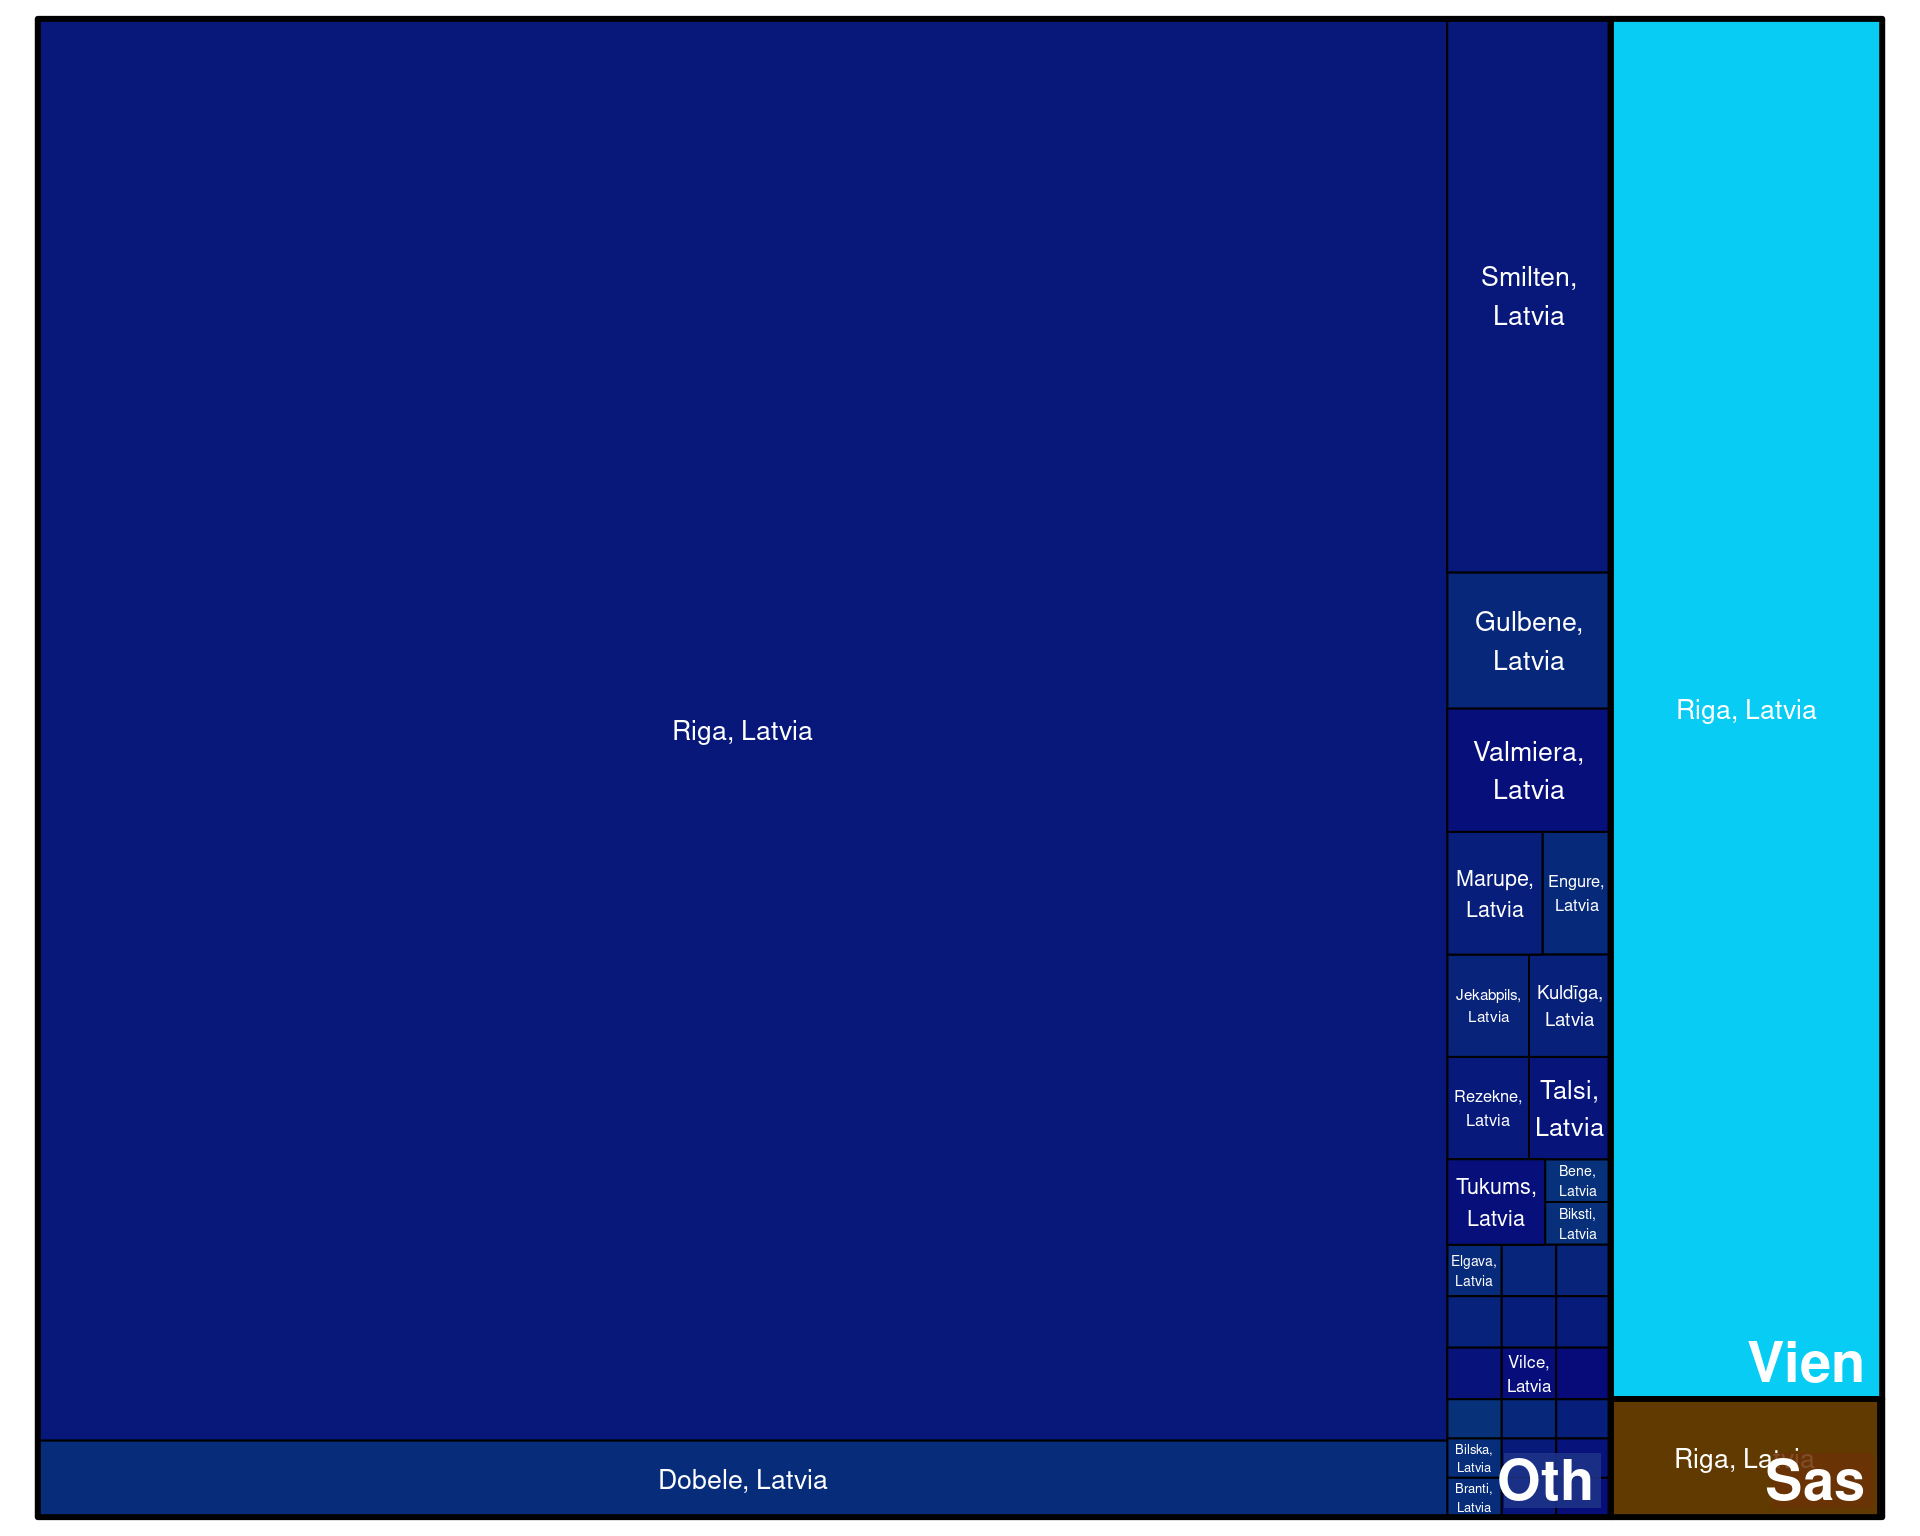 Smilten,
Latvia
Gulbene,
Latvia
Riga, Latvia
Riga, Latvia
Valmiera,
Latvia
Marupe,
Latvia
Engure,
Latvia
Jekabpils,
Latvia
Kuldīga,
Latvia
Rezekne,
Latvia
Talsi,
Latvia
Tukums,
Latvia
Bene,
Latvia
Biksti,
Latvia
Elgava,
Latvia
Vilce,
Latvia
Vien
Dobele, Latvia
Bilska,
Latvia
Branti,
Latvia
Oth
Riga, Latvia
Sas